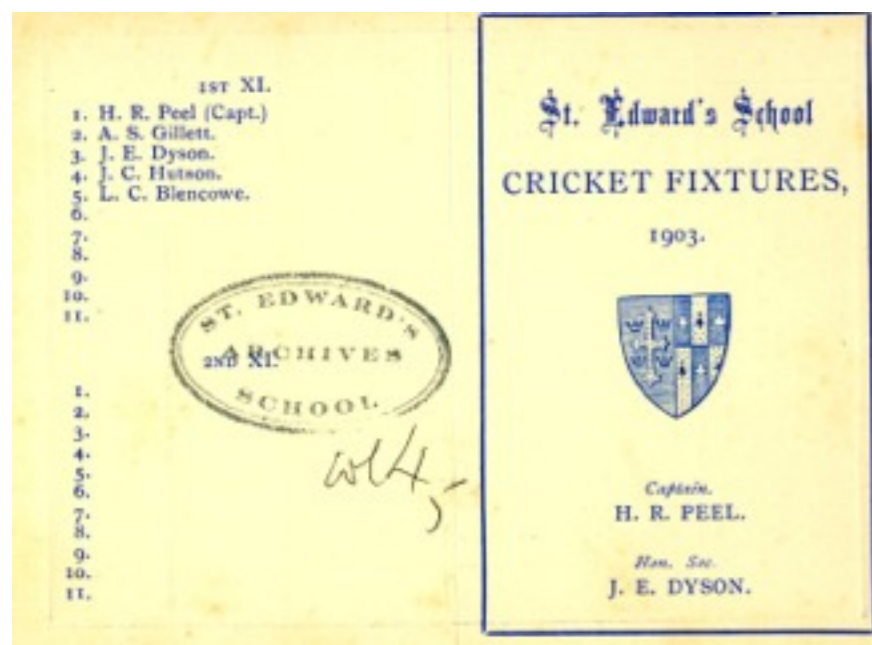 1ST XI.
1. H. R. Peel (Capt.)
2. A. S. Gillett.
3. J. E. Dyson.
4. J. C. Hutson.
5. L. C. Blencowe.
6.
7.
8.
9.
10.
11.
ST. EDWARD'S
ARCHIVES
SCHOOL
2ND XI.
1.
2.
3.
4.
5.
6.
7.
8.
9.
10.
11.
St. Edward's School
CRICKET FIXTURES,
1903.
Captain.
H. R. PEEL.
Hon. Sec.
J. E. DYSON.